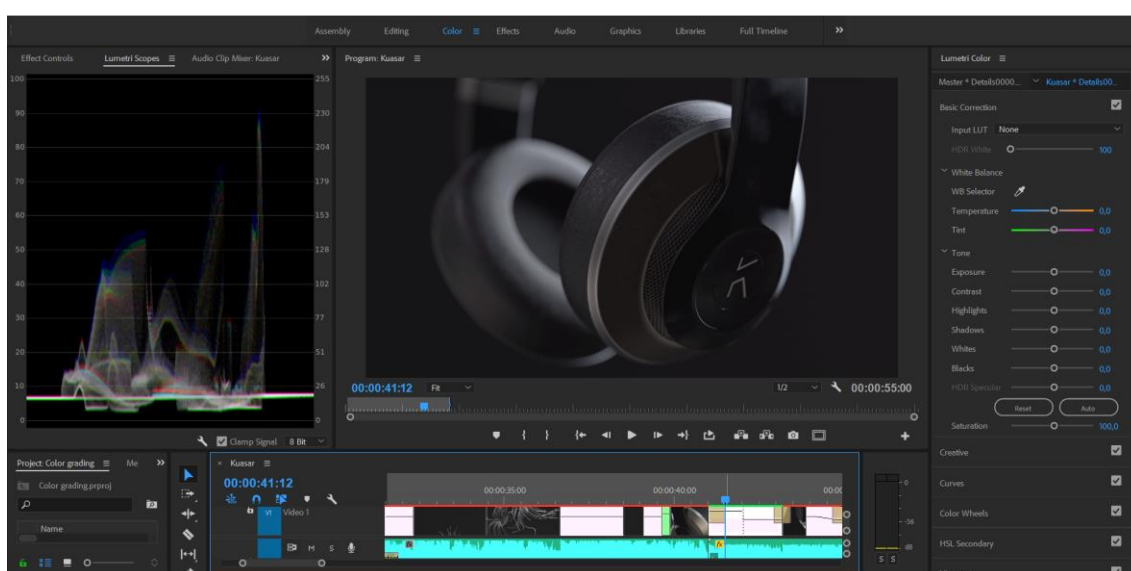 Assembly Editing Color Effects Audio Graphics Libraries Full Timeline
Effect Controls Lumetri Scopes Audio Clip Mixer: Kuasar
100 255
90 230
80 204
70 179
60 153
50 128
40 102
30 77
20 51
10 26
0 0
Clamp Signal 8 Bit
Program: Kuasar
00:00:41:12 Fit 1/2 00:00:55:00
Lumetri Color
Master * Details0000... Kuasar * Details00...
Basic Correction
Input LUT None
HDR White 100
White Balance
WB Selector
Temperature 0,0
Tint 0,0
Tone
Exposure 0,0
Contrast 0,0
Highlights 0,0
Shadows 0,0
Whites 0,0
Blacks 0,0
HDR Specular 0,0
Reset Auto
Saturation 100,0
Creative
Curves
Color Wheels
HSL Secondary
Project: Color grading Me
Color grading.prproj
Name
Kuasar
00:00:41:12
00:00:35:00 00:00:40:00 00:00
V1 Video 1
M S
fx
0
-36
dB
S S